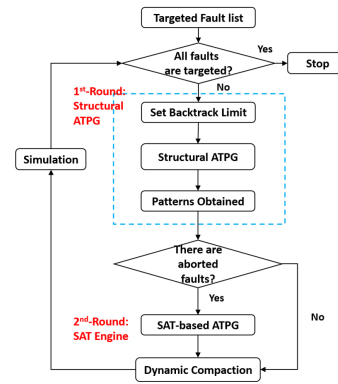 Targeted Fault list
All faults
are targeted?
Yes
Stop
No
1st-Round:
Structural
ATPG
Set Backtrack Limit
Simulation
Structural ATPG
Patterns Obtained
There are
aborted
faults?
Yes
No
2nd-Round:
SAT Engine
SAT-based ATPG
Dynamic Compaction